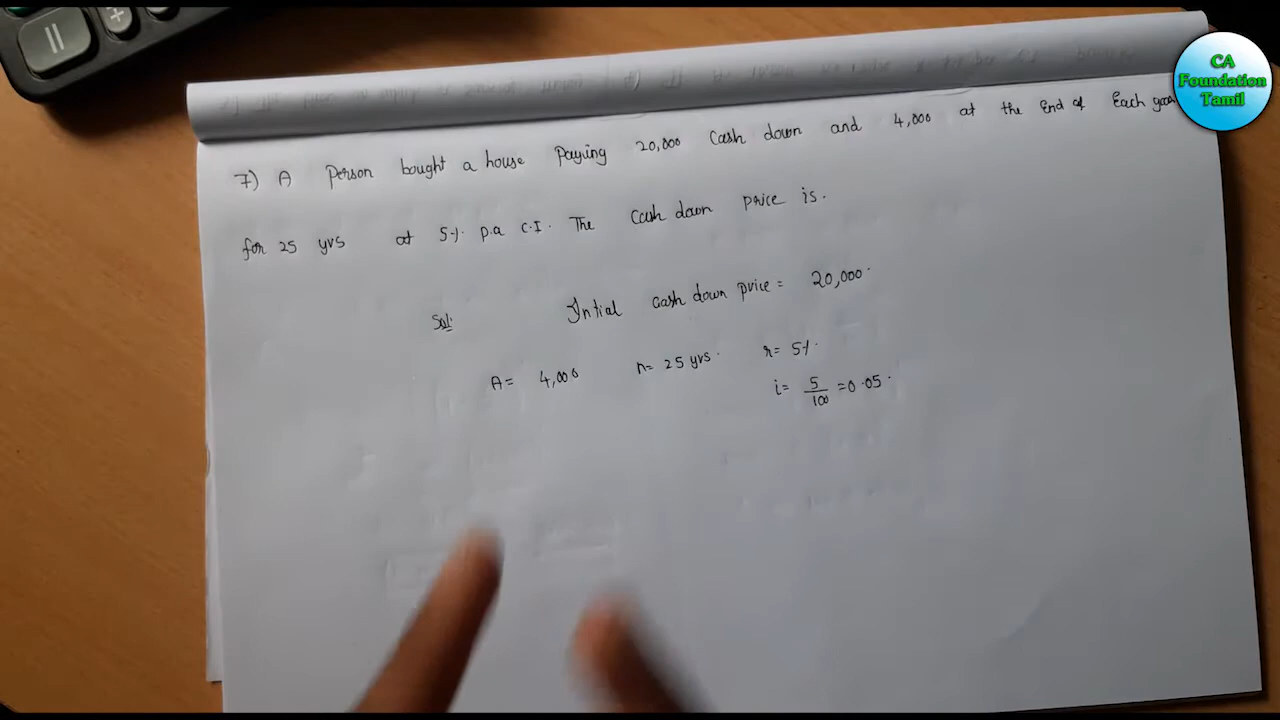 CA
Foundation
Tamil
7) A Person bought a house paying 20,000 Cash down and 4,000 at the End of Each year
for 25 yrs at 5% p.a C.I. The Cash down price is.
Sol: Intial cash down price = 20,000.
A = 4,000 n= 25 yrs. r= 5%.
i= 5/100 =0.05.